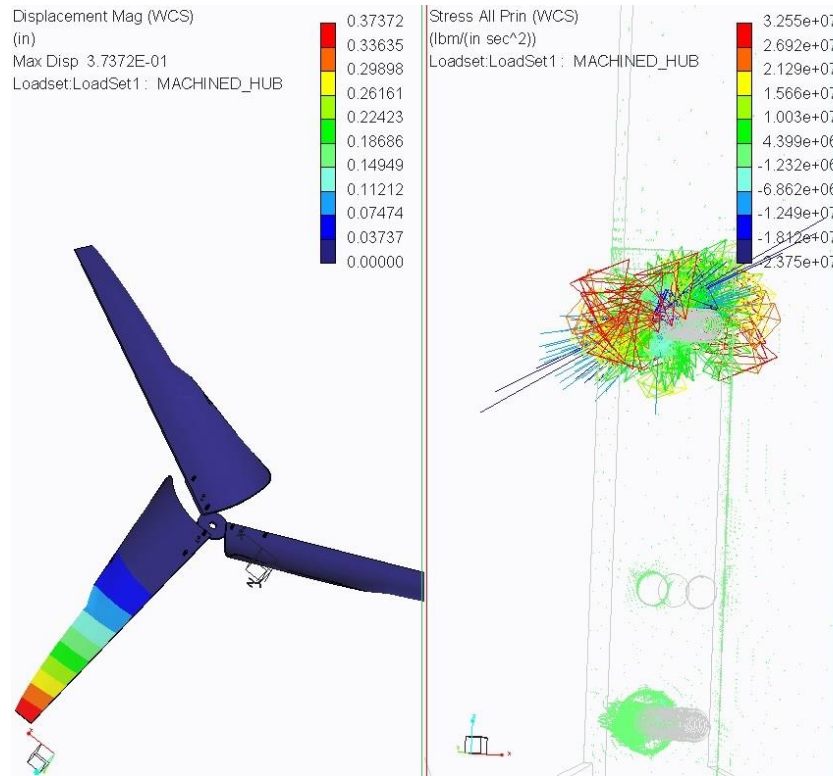 Displacement Mag (WCS)
(in)
Max Disp 3.7372E-01
Loadset:LoadSet1 : MACHINED_HUB
0.37372
0.33635
0.29898
0.26161
0.22423
0.18686
0.14949
0.11212
0.07474
0.03737
0.00000
Stress All Prin (WCS)
(lbm/(in sec^2))
Loadset:LoadSet1 : MACHINED_HUB
3.255e+07
2.692e+07
2.129e+07
1.566e+07
1.003e+07
4.399e+06
-1.232e+06
-6.862e+06
-1.249e+07
-1.812e+07
2.375e+07